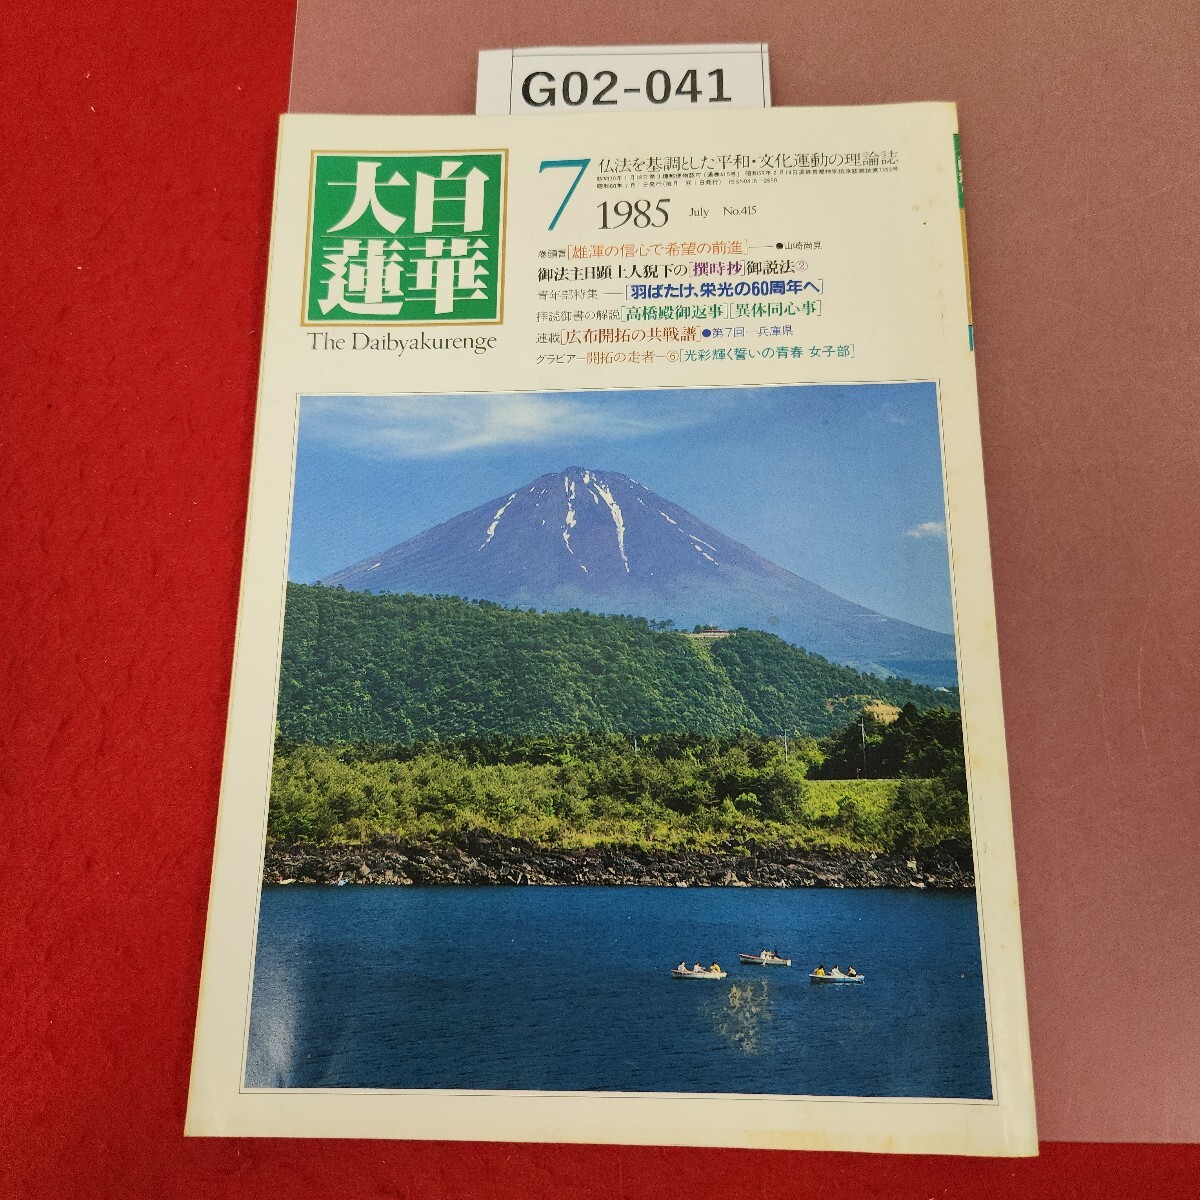 G02-041
大白
蓮華
The Daibyakurenge
7
仏法を基調とした平和・文化運動の理論誌
1985 July No.415
巻頭言[雄渾の信心で希望の前進]——●山崎尚見
御法主日顕上人猊下の[撰時抄]御説法②
青年部特集——[羽ばたけ、栄光の60周年へ]
拝読御書の解説[高橋殿御返事][異体同心事]
連載[広布開拓の共戦譜]●第7回—兵庫県
グラビア—開拓の走者—⑥[光彩輝く誓いの青春 女子部]